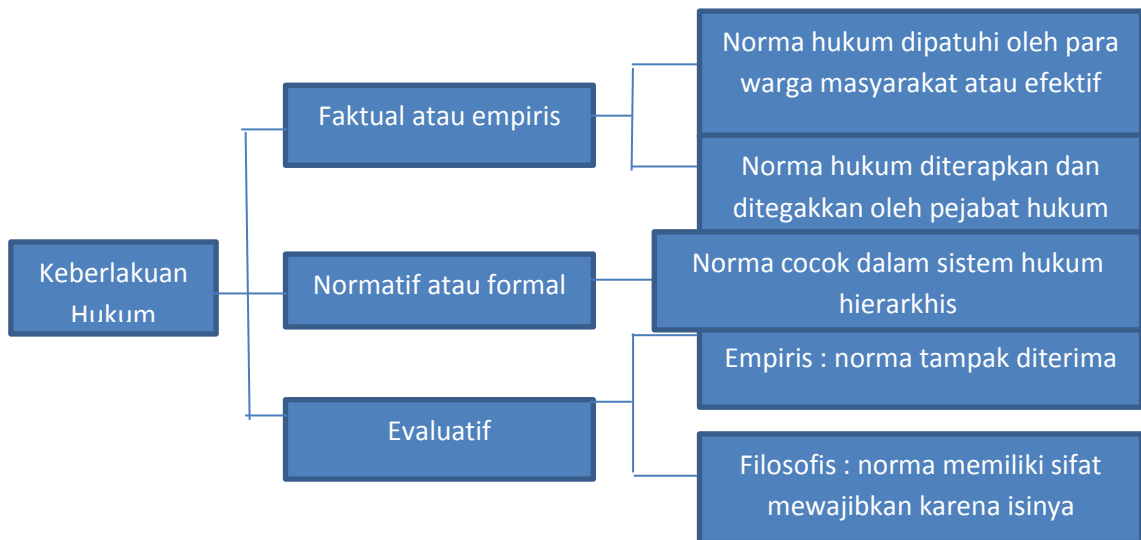 Keberlakuan
Hukum
Faktual atau empiris
Norma hukum dipatuhi oleh para
warga masyarakat atau efektif
Norma hukum diterapkan dan
ditegakkan oleh pejabat hukum
Normatif atau formal
Norma cocok dalam sistem hukum
hierarkhis
Evaluatif
Empiris : norma tampak diterima
Filosofis : norma memiliki sifat
mewajibkan karena isinya